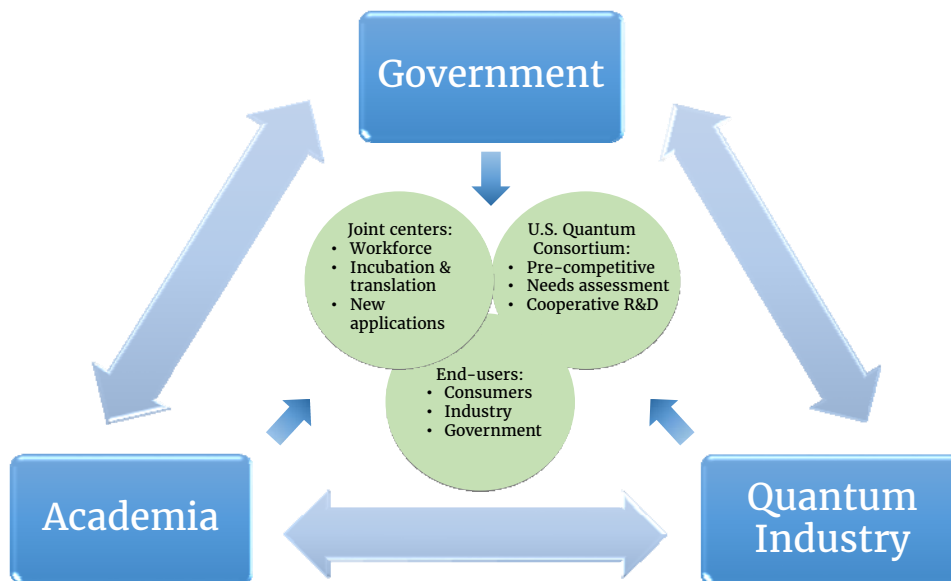 Government
Joint centers:
• Workforce
• Incubation &
translation
• New
applications
U.S. Quantum
Consortium:
• Pre-competitive
• Needs assessment
• Cooperative R&D
End-users:
• Consumers
• Industry
• Government
Academia
Quantum
Industry